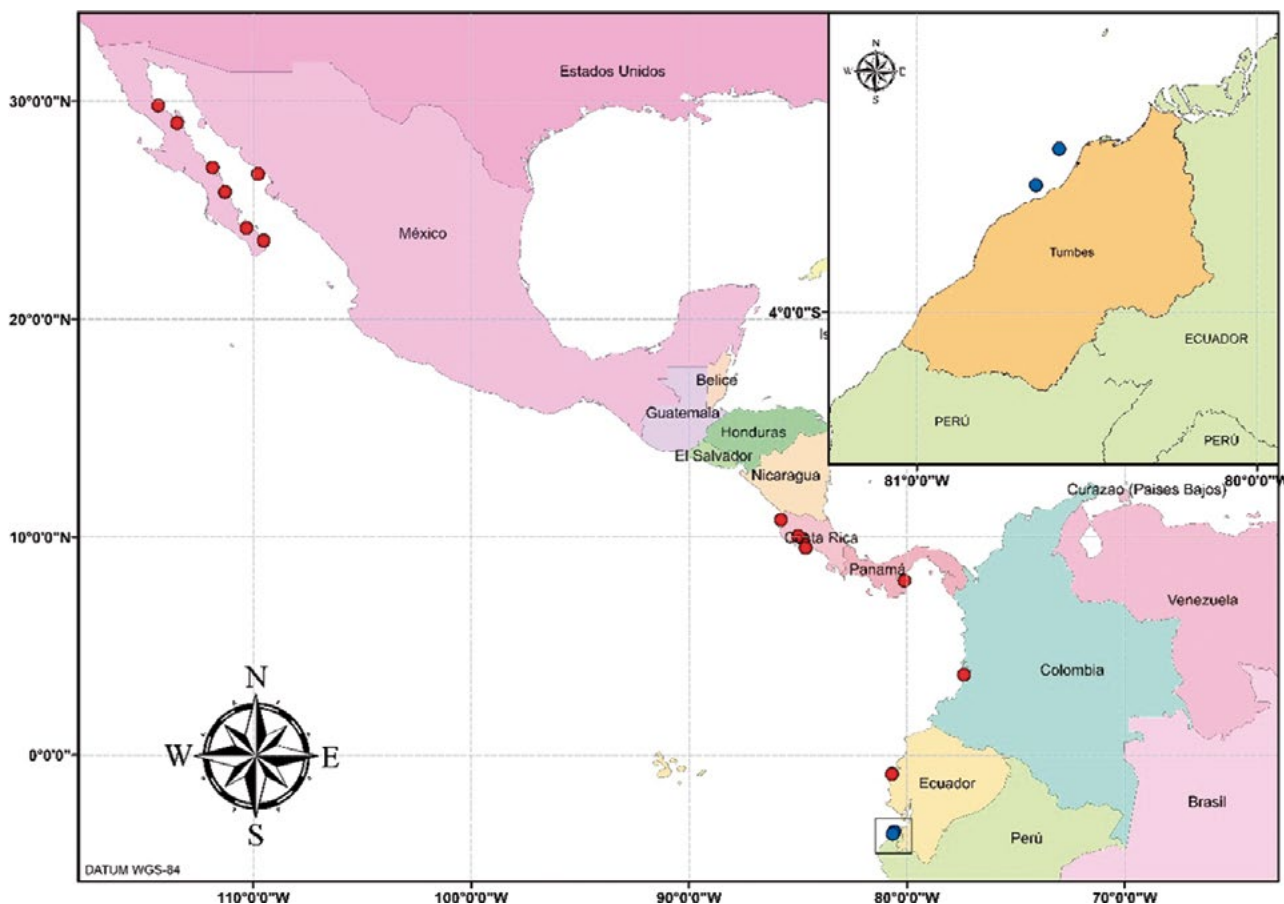 Estados Unidos
México
Belice
Guatemala
Honduras
El Salvador
Nicaragua
Costa Rica
Panamá
Curazao (Paises Bajos)
Venezuela
Colombia
Ecuador
Perú
Brasil
30°0'0"N
20°0'0"N
10°0'0"N
0°0'0"
110°0'0"W
100°0'0"W
90°0'0"W
80°0'0"W
70°0'0"W
N
W
E
S
DATUM WGS-84
N
W
E
S
Tumbes
4°0'0"S
Is
ECUADOR
PERÚ
PERÚ
81°0'0"W
80°0'0"W